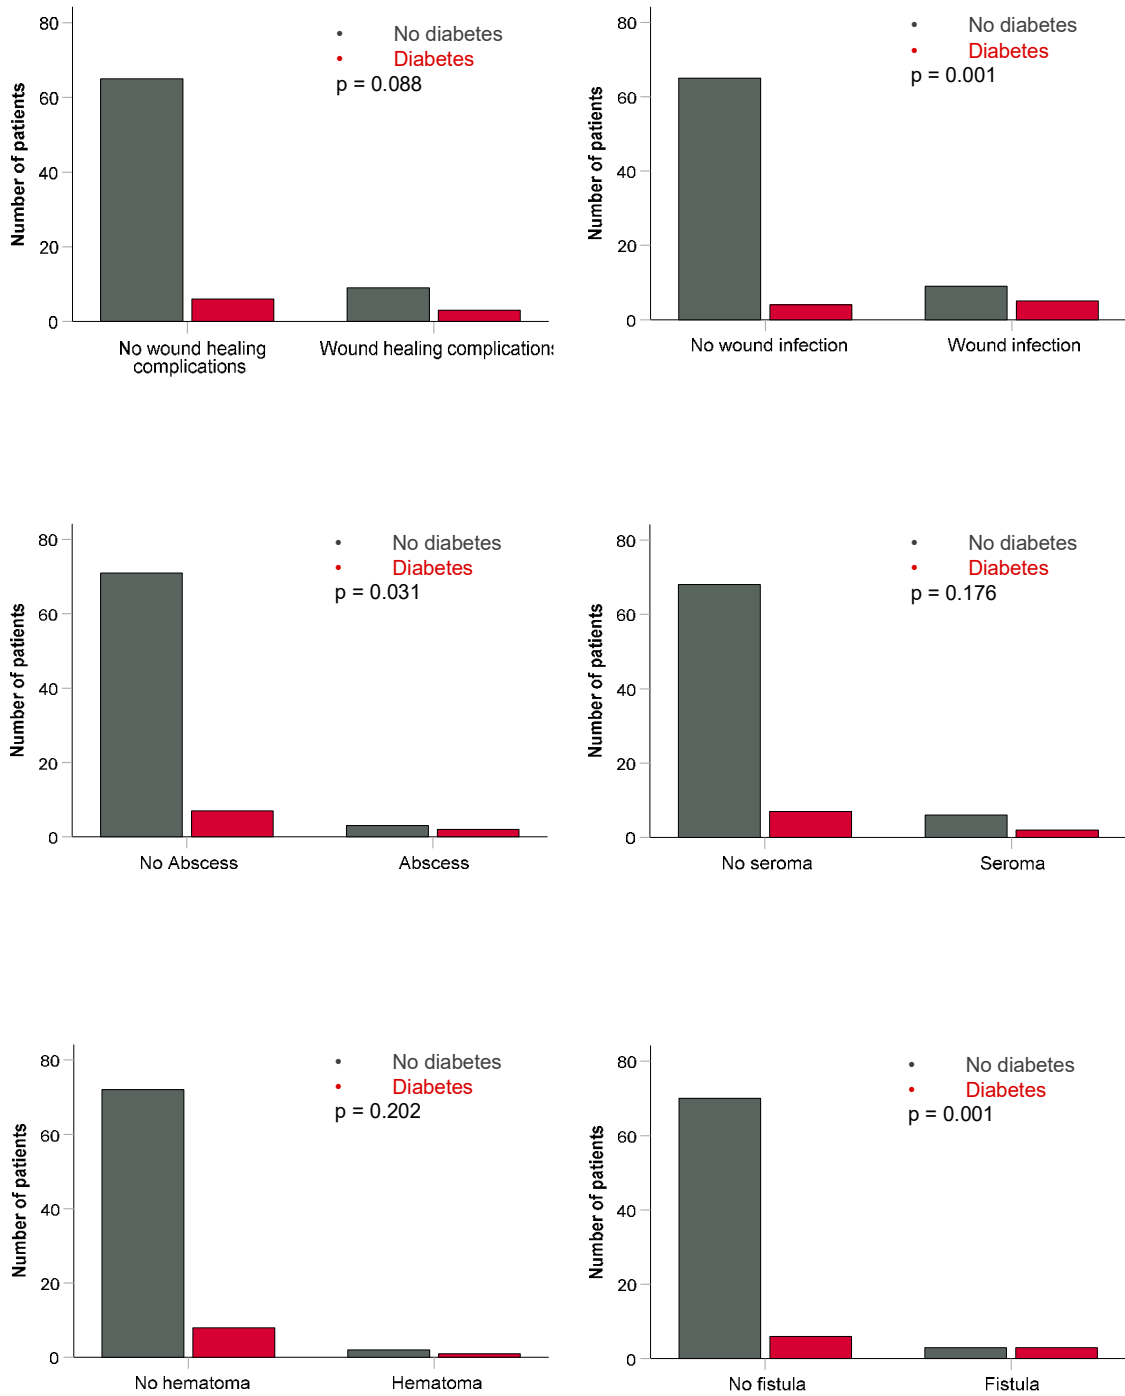 80
60
40
20
0
Number of patients
• No diabetes
• Diabetes
p = 0.088
No wound healing
complications
Wound healing complications
80
60
40
20
0
Number of patients
• No diabetes
• Diabetes
p = 0.001
No wound infection
Wound infection
80
60
40
20
0
Number of patients
• No diabetes
• Diabetes
p = 0.031
No Abscess
Abscess
80
60
40
20
0
Number of patients
• No diabetes
• Diabetes
p = 0.176
No seroma
Seroma
80
60
40
20
0
Number of patients
• No diabetes
• Diabetes
p = 0.202
No hematoma
Hematoma
80
60
40
20
0
Number of patients
• No diabetes
• Diabetes
p = 0.001
No fistula
Fistula